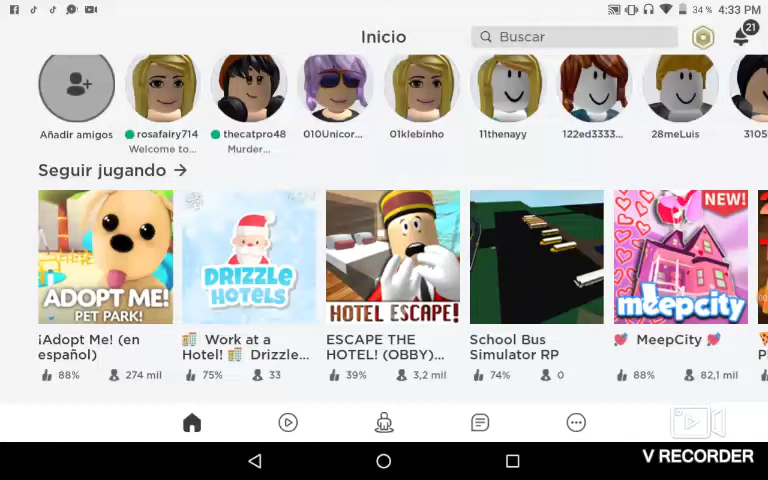 34 % 4:33 PM
Inicio
Buscar
21
Añadir amigos
rosafairy714
Welcome to...
thecatpro48
Murder...
010Unicor...
01klebinho
11thenayy
122ed3333...
28meLuis
3105
Seguir jugando →
ADOPT ME!
PET PARK!
DRIZZLE
HOTELS
HOTEL ESCAPE!
NEW!
meepcity
¡Adopt Me! (en
español)
88% 274 mil
Work at a
Hotel! Drizzle...
75% 33
ESCAPE THE
HOTEL! (OBBY)...
39% 3,2 mil
School Bus
Simulator RP
74% 0
MeepCity
88% 82,1 mil
V RECORDER